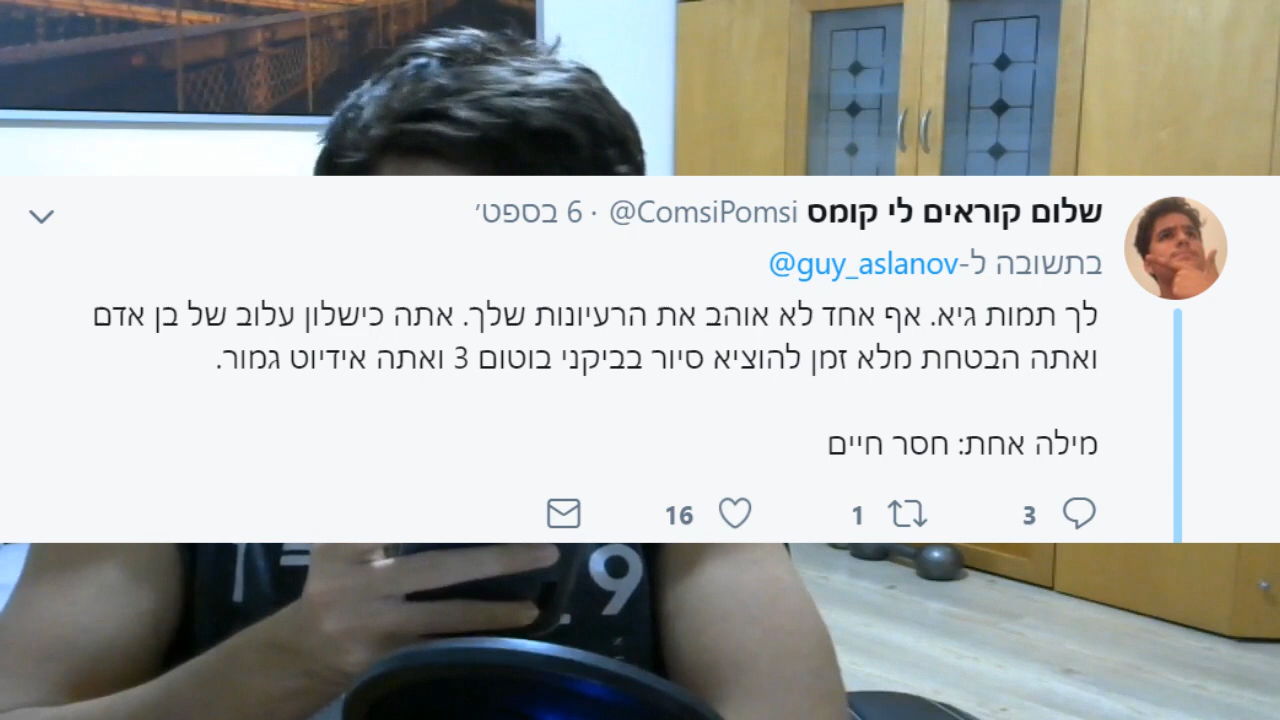 שלום קוראים לי קומס @ComsiPomsi · 6 בספט׳
בתשובה ל-@guy_aslanov
לך תמות גיא. אף אחד לא אוהב את הרעיונות שלך. אתה כישלון עלוב של בן אדם
ואתה הבטחת מלא זמן להוציא סיור בביקני בוטום 3 ואתה אידיוט גמור.
מילה אחת: חסר חיים
3 1 16
9